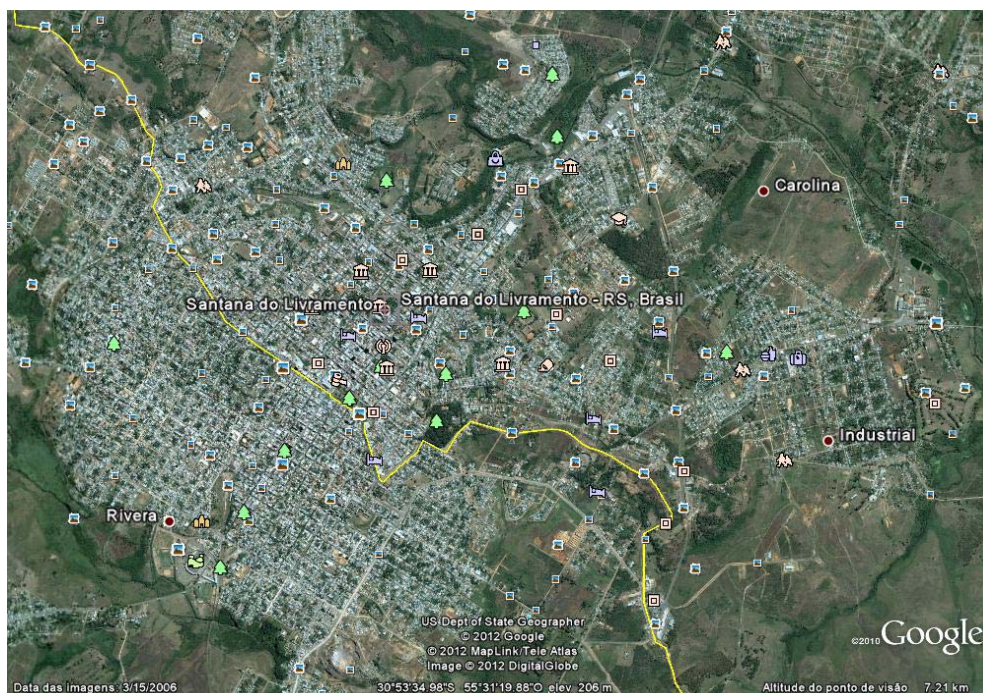 Carolina
Santana do Livramento
Santana do Livramento - RS, Brasil
Industrial
Rivera
US Dept of State Geographer
© 2012 Google
© 2012 MapLink/Tele Atlas
Image © 2012 DigitalGlobe
©2010 Google
Data das imagens: 3/15/2006
30°53'34.98"S 55°31'19.88"O elev 206 m
Altitude do ponto de visão 7.21 km